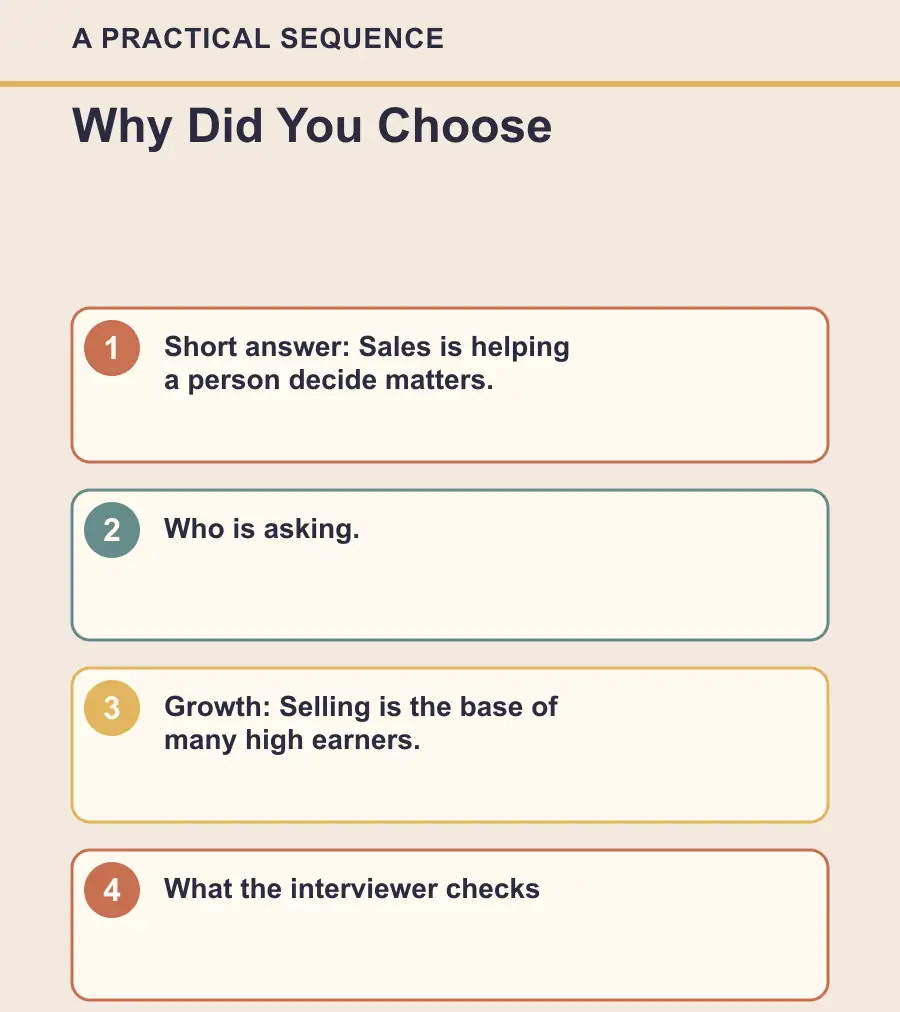 A PRACTICAL SEQUENCE
Why Did You Choose
1
Short answer: Sales is helping
a person decide matters.
2
Who is asking.
3
Growth: Selling is the base of
many high earners.
4
What the interviewer checks